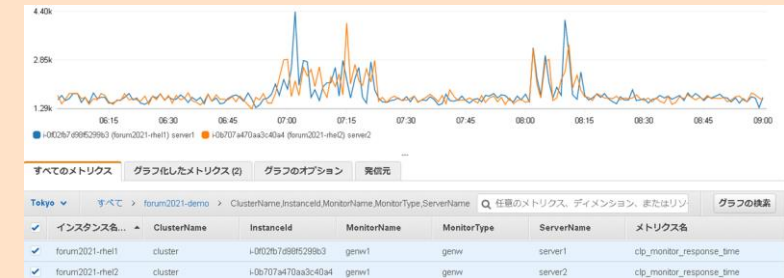 4.40k
2.85k
1.29k
06:15 06:30 06:45 07:00 07:15 07:30 07:45 08:00 08:15 08:30 08:45 09:00
i-0f02fb7d98f5299b3 (forum2021-rhel1) server1 i-0b707a470aa3c40a4 (forum2021-rhel2) server2
すべてのメトリクス グラフ化したメトリクス (2) グラフのオプション 発信元
Tokyo すべて > forum2021-demo > ClusterName,InstanceId,MonitorName,MonitorType,ServerName 任意のメトリクス、ディメンション、またはリソー グラフの検索
インスタンス名... ClusterName InstanceId MonitorName MonitorType ServerName メトリクス名
forum2021-rhel1 cluster i-0f02fb7d98f5299b3 genw1 genw server1 clp_monitor_response_time
forum2021-rhel2 cluster i-0b707a470aa3c40a4 genw1 genw server2 clp_monitor_response_time